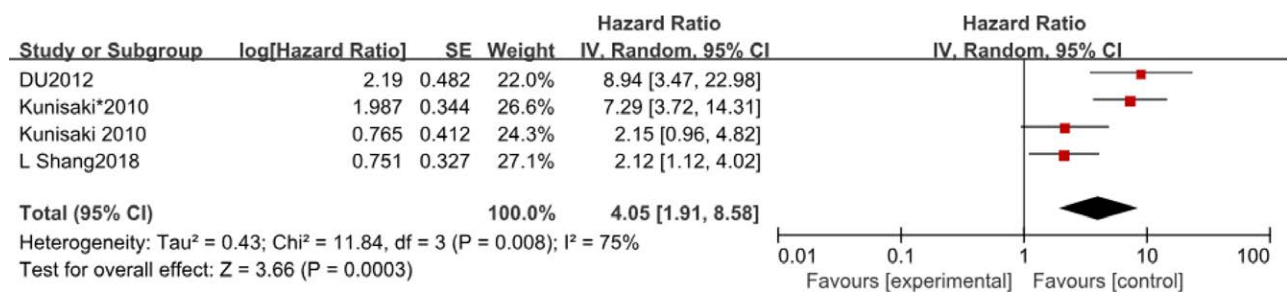 Hazard Ratio Hazard Ratio
Study or Subgroup log[Hazard Ratio] SE Weight IV, Random, 95% CI IV, Random, 95% CI
DU2012 2.19 0.482 22.0% 8.94 [3.47, 22.98]
Kunisaki*2010 1.987 0.344 26.6% 7.29 [3.72, 14.31]
Kunisaki 2010 0.765 0.412 24.3% 2.15 [0.96, 4.82]
L Shang2018 0.751 0.327 27.1% 2.12 [1.12, 4.02]
Total (95% CI) 100.0% 4.05 [1.91, 8.58]
Heterogeneity: Tau² = 0.43; Chi² = 11.84, df = 3 (P = 0.008); I² = 75%
Test for overall effect: Z = 3.66 (P = 0.0003)
0.01 0.1 1 10 100
Favours [experimental] Favours [control]